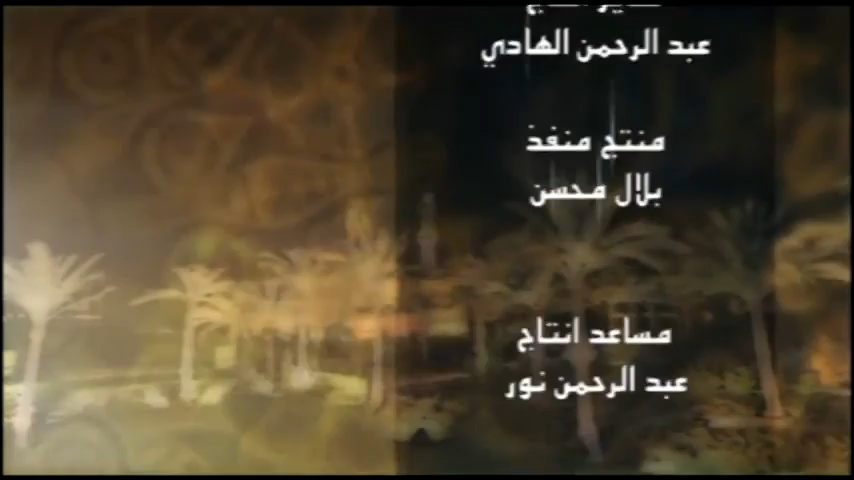 عبد الرحمن الهادي
منتج منفذ
بلال محسن
مساعد انتاج
عبد الرحمن نور